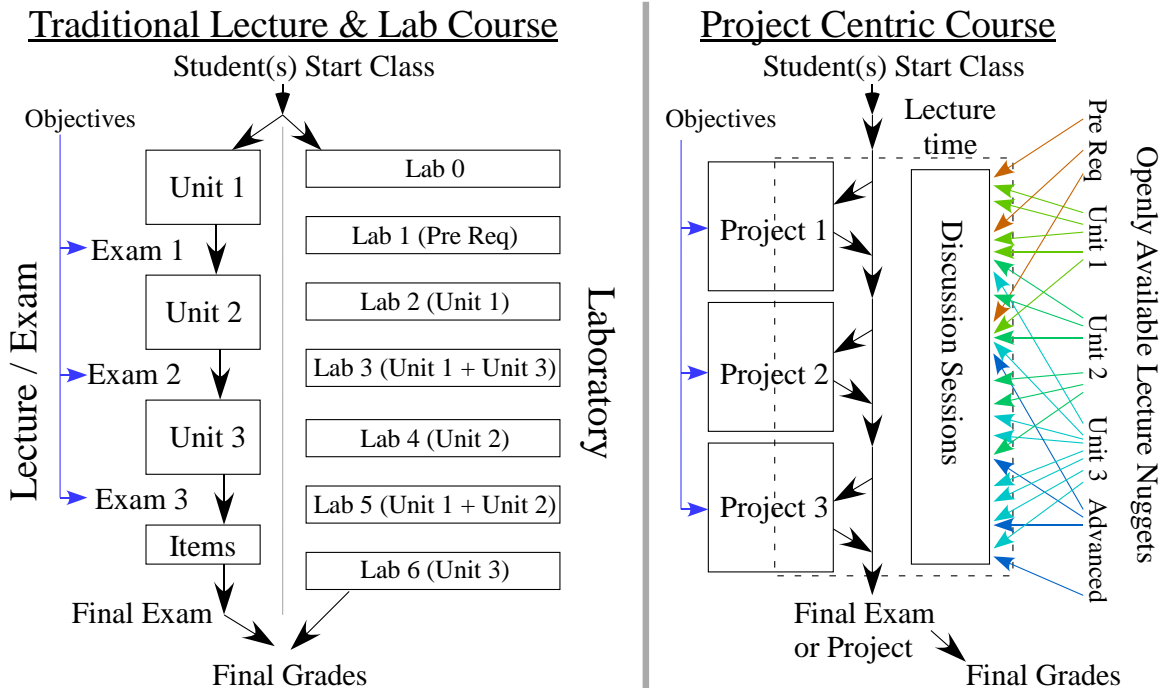 Traditional Lecture & Lab Course
Student(s) Start Class
Objectives
Lecture / Exam
Unit 1
Exam 1
Unit 2
Exam 2
Unit 3
Exam 3
Items
Final Exam
Lab 0
Lab 1 (Pre Req)
Lab 2 (Unit 1)
Lab 3 (Unit 1 + Unit 3)
Lab 4 (Unit 2)
Lab 5 (Unit 1 + Unit 2)
Lab 6 (Unit 3)
Laboratory
Final Grades
Project Centric Course
Student(s) Start Class
Objectives
Lecture
time
Project 1
Project 2
Project 3
Discussion Sessions
Pre Req
Unit 1
Unit 2
Unit 3
Advanced
Openly Available Lecture Nuggets
Final Exam
or Project
Final Grades